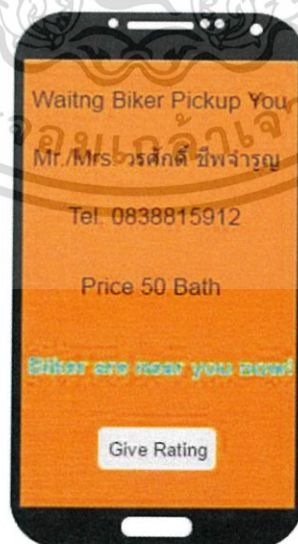 Waitng Biker Pickup You
Mr./Mrs. วรศักดิ์ ชีพจำรูญ
Tel. 0838815912
Price 50 Bath
Biker are near you now!
Give Rating